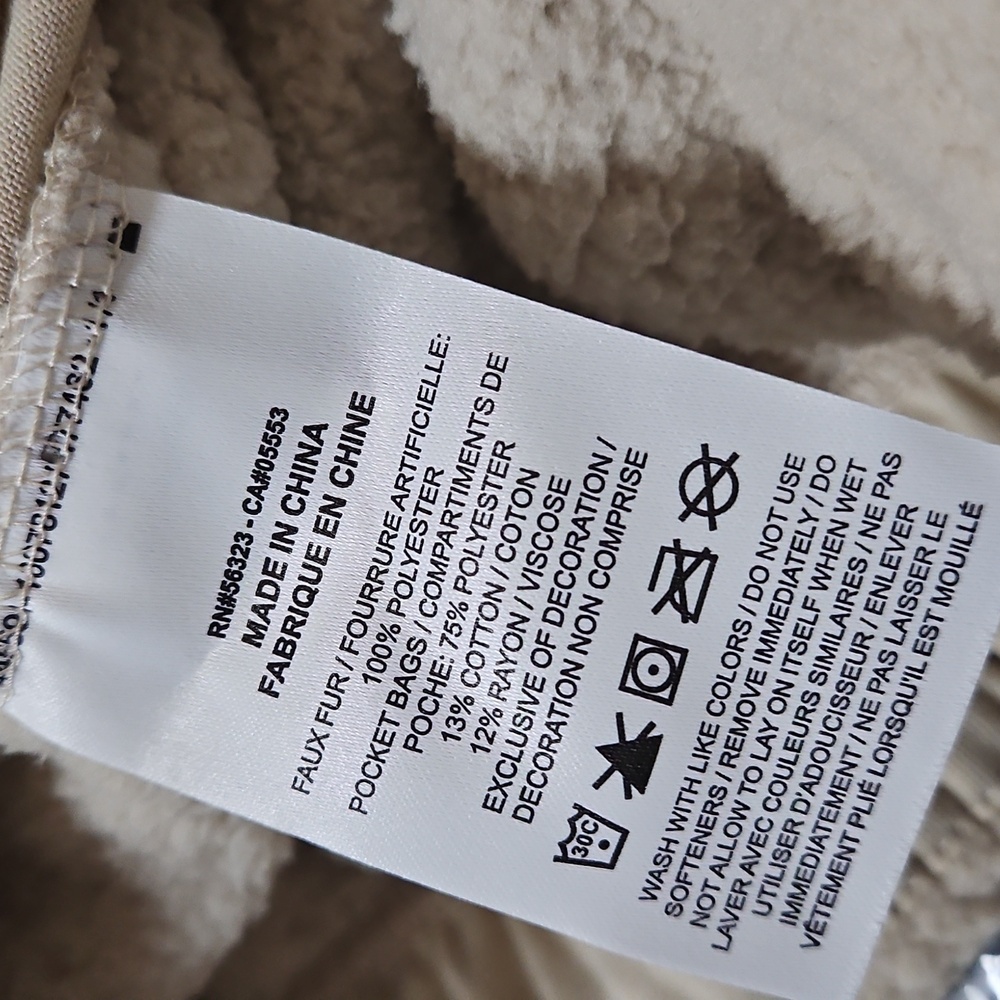 RN#56323 - CA#05553
MADE IN CHINA
FABRIQUE EN CHINE
FAUX FUR / FOURRURE ARTIFICIELLE:
100% POLYESTER
POCKET BAGS / COMPARTIMENTS DE
POCHE: 75% POLYESTER
13% COTTON / COTON
12% RAYON / VISCOSE
EXCLUSIVE OF DECORATION /
DECORATION NON COMPRISE
30C
WASH WITH LIKE COLORS / DO NOT USE
SOFTENERS / REMOVE IMMEDIATELY / DO
NOT ALLOW TO LAY ON ITSELF WHEN WET
LAVER AVEC COULEURS SIMILAIRES / NE PAS
UTILISER D'ADOUCISSEUR / ENLEVER
IMMEDIATEMENT / NE PAS LAISSER LE
VÊTEMENT PLIÉ LORSQU'IL EST MOUILLÉ